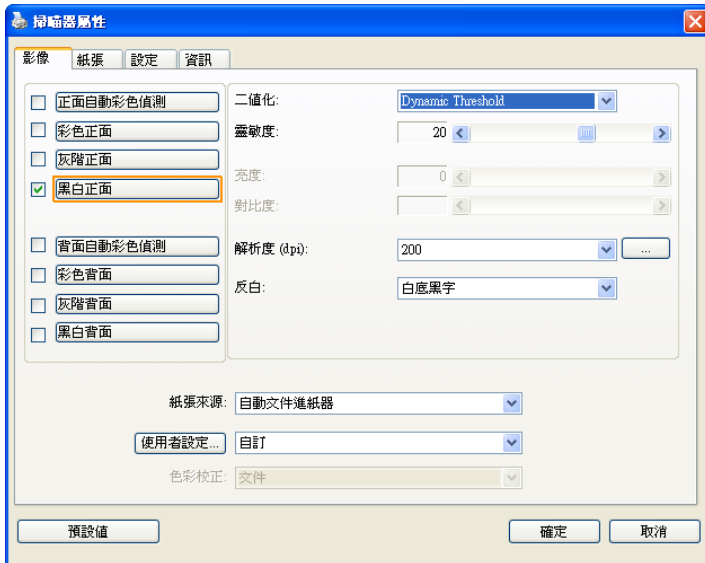 掃瞄器屬性
影像 紙張 設定 資訊
正面自動彩色偵測
彩色正面
灰階正面
黑白正面
背面自動彩色偵測
彩色背面
灰階背面
黑白背面
二值化: Dynamic Threshold
靈敏度: 20
亮度: 0
對比度:
解析度 (dpi): 200 ...
反白: 白底黑字
紙張來源: 自動文件進紙器
使用者設定... 自訂
色彩校正: 文件
預設值 確定 取消